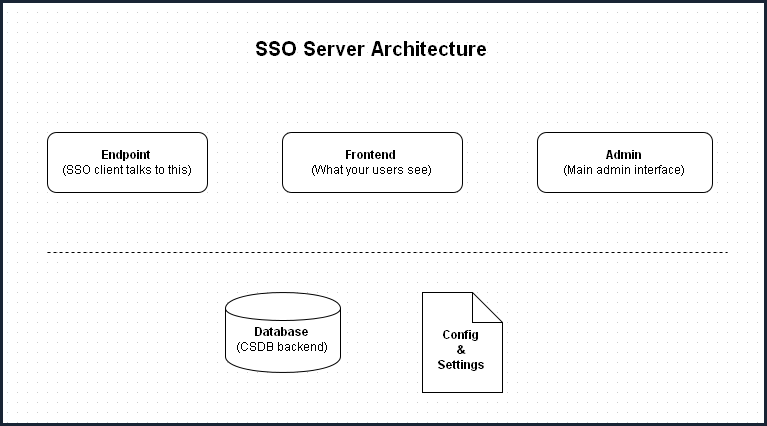 SSO Server Architecture
Endpoint
(SSO client talks to this)
Frontend
(What your users see)
Admin
(Main admin interface)
Database
(CSDB backend)
Config
&
Settings